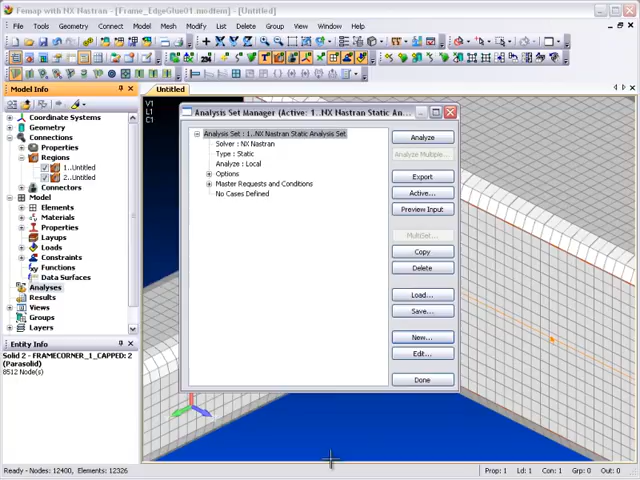 Femap with NX Nastran - [Frame_EdgeGlue01.modfem] - [Untitled]
File Tools Geometry Connect Model Mesh Modify List Delete Group View Window Help
Model Info
Untitled
Coordinate Systems
Geometry
Connections
Properties
Regions
1..Untitled
2..Untitled
Connectors
Model
Elements
Materials
Properties
Layups
Loads
Constraints
Functions
Data Surfaces
Analyses
Results
Views
Groups
Layers
Entity Info
Solid 2 - FRAMECORNER_1_CAPPED: 2
(Parasolid)
8512 Node(s)
V1
L1
C1
Analysis Set Manager (Active: 1..NX Nastran Static An...
Analysis Set : 1..NX Nastran Static Analysis Set
Solver : NX Nastran
Type : Static
Analyze : Local
Options
Master Requests and Conditions
No Cases Defined
Analyze
Analyze Multiple...
Export
Active...
Preview Input
MultiSet...
Copy
Delete
Load...
Save...
New...
Edit...
Done
Ready - Nodes: 12400, Elements: 12326
Prop: 1 Ld: 1 Con: 1 Grp: 0 Out: 0